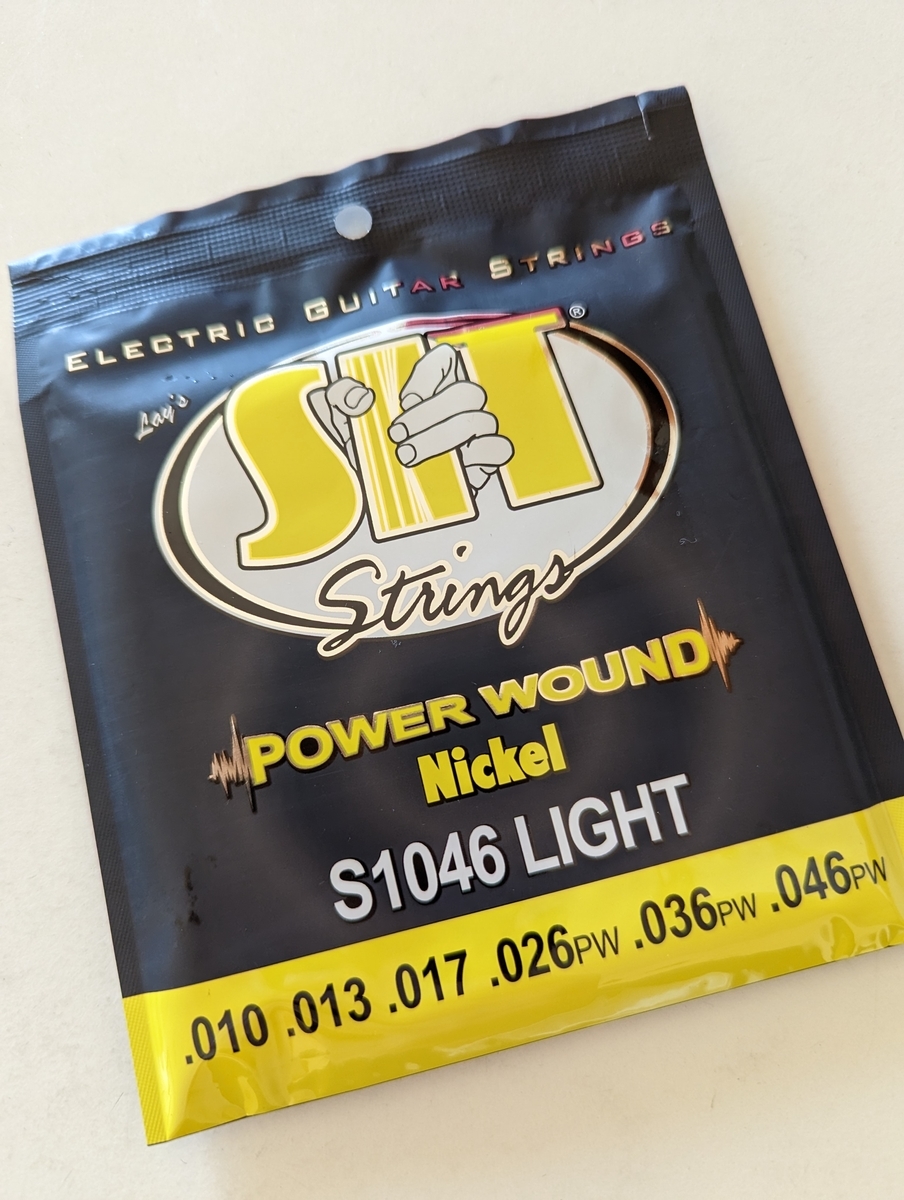 ELECTRIC GUITAR STRINGS
Lay's
SIT®
Strings
POWER WOUND
Nickel
S1046 LIGHT
.010 .013 .017 .026PW .036PW .046PW